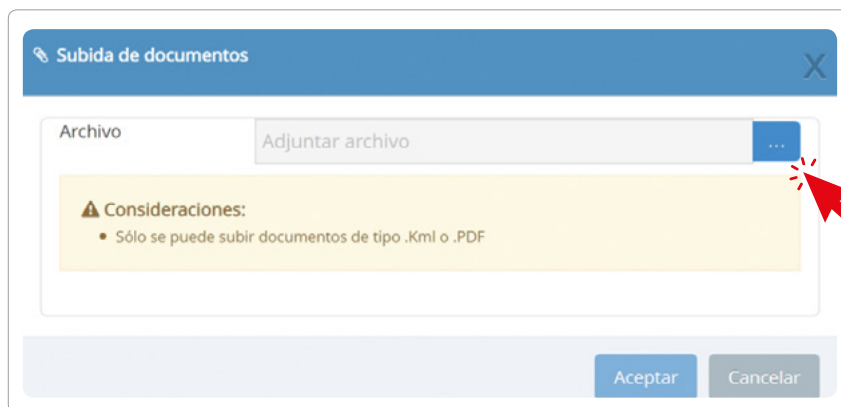 Subida de documentos
X
Archivo
Adjuntar archivo
...
Consideraciones:
• Sólo se puede subir documentos de tipo .Kml o .PDF
Aceptar
Cancelar